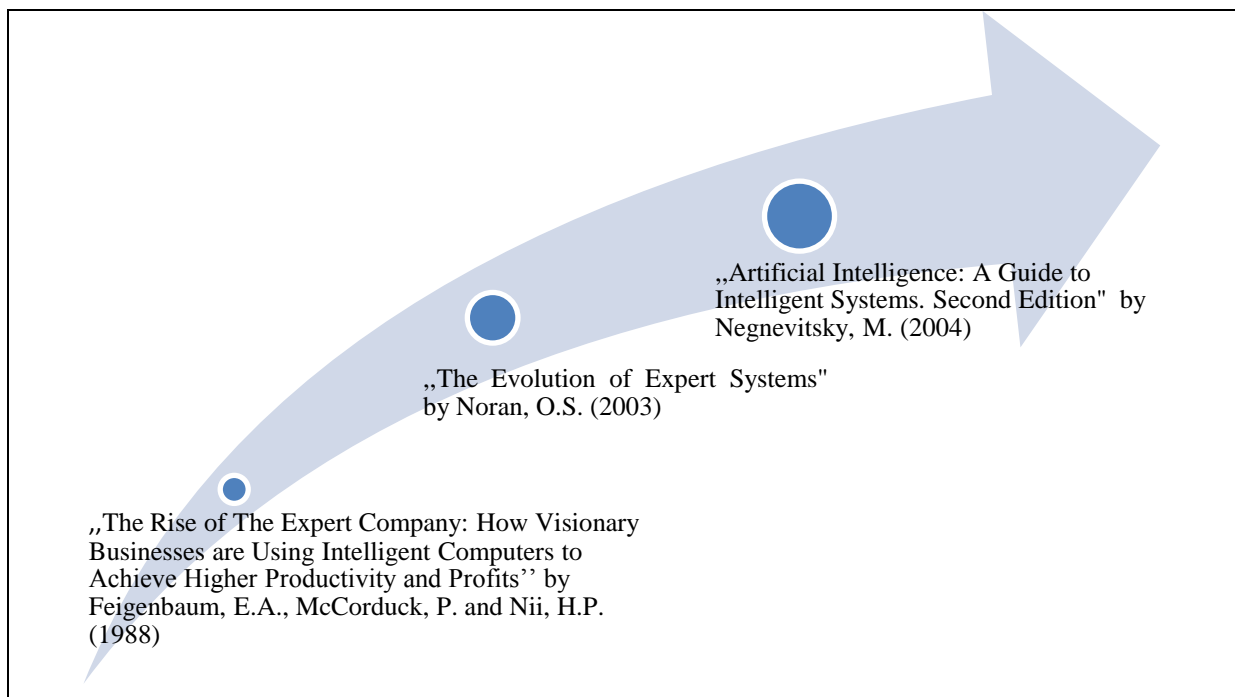 ,,Artificial Intelligence: A Guide to
Intelligent Systems. Second Edition" by
Negnevitsky, M. (2004)
,,The Evolution of Expert Systems"
by Noran, O.S. (2003)
,,The Rise of The Expert Company: How Visionary
Businesses are Using Intelligent Computers to
Achieve Higher Productivity and Profits’’ by
Feigenbaum, E.A., McCorduck, P. and Nii, H.P.
(1988)